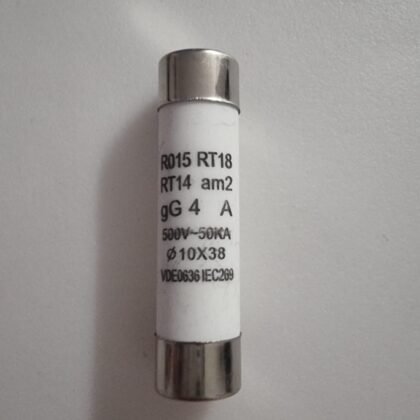 R015 RT18
RT14 am2
gG 4 A
500V~50KA
Ø10X38
VDE0636 IEC269